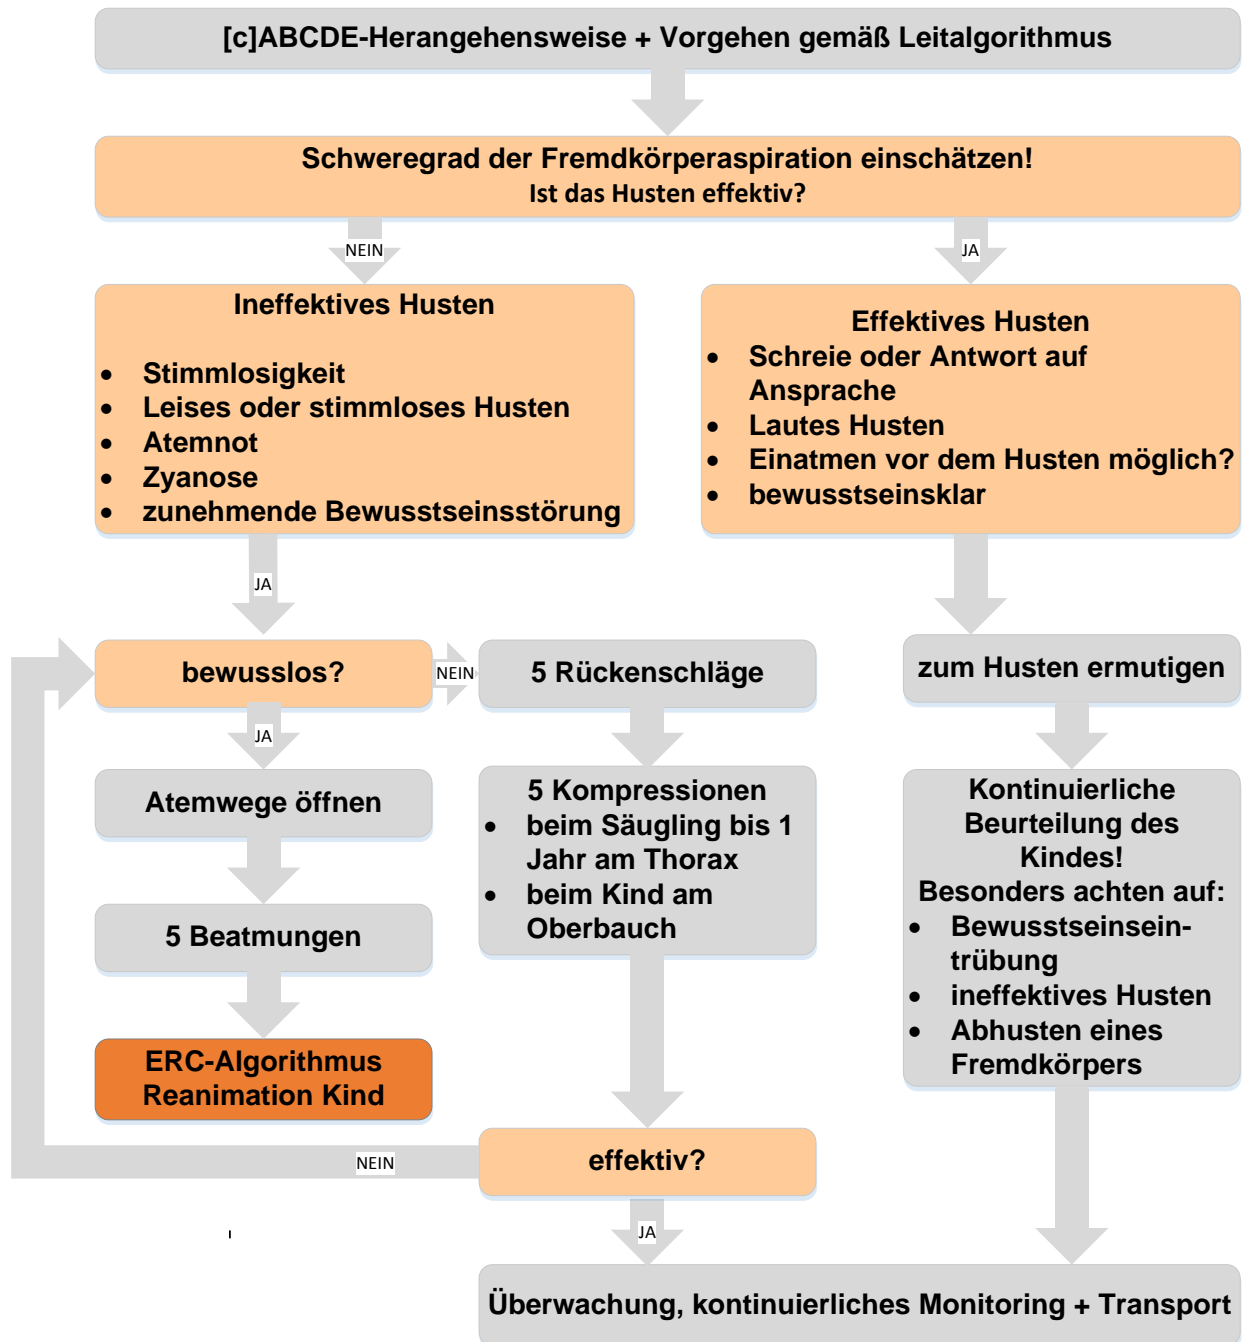 [c]ABCDE-Herangehensweise + Vorgehen gemäß Leitalgorithmus
Schweregrad der Fremdkörperaspiration einschätzen!
Ist das Husten effektiv?
NEIN
JA
Ineffektives Husten
• Stimmlosigkeit
• Leises oder stimmloses Husten
• Atemnot
• Zyanose
• zunehmende Bewusstseinsstörung
Effektives Husten
• Schreie oder Antwort auf
Ansprache
• Lautes Husten
• Einatmen vor dem Husten möglich?
• bewusstseinsklar
JA
bewusslos?
NEIN
5 Rückenschläge
zum Husten ermutigen
JA
Atemwege öffnen
5 Beatmungen
ERC-Algorithmus
Reanimation Kind
5 Kompressionen
• beim Säugling bis 1
Jahr am Thorax
• beim Kind am
Oberbauch
Kontinuierliche
Beurteilung des
Kindes!
Besonders achten auf:
• Bewusstseinsein-
trübung
• ineffektives Husten
• Abhusten eines
Fremdkörpers
NEIN
effektiv?
JA
Überwachung, kontinuierliches Monitoring + Transport